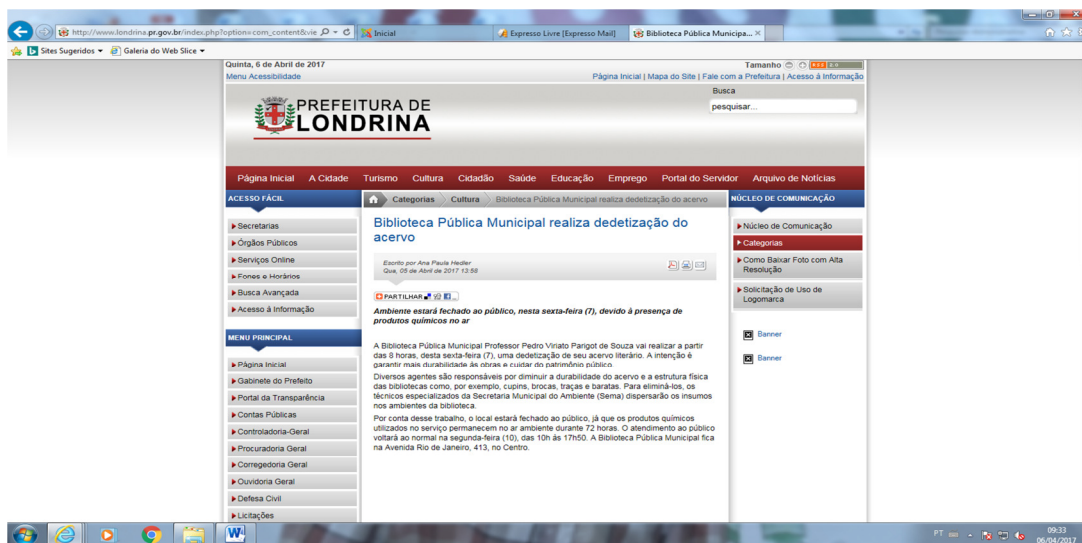 http://www.londrina.pr.gov.br/index.php?option=com_content&vie
Inicial
Expresso Livre [Expresso Mail]
Biblioteca Pública Municipa...
Sites Sugeridos
Galeria do Web Slice
Quinta, 6 de Abril de 2017
Tamanho
Menu Acessibilidade
Página Inicial | Mapa do Site | Fale com a Prefeitura | Acesso à Informação
Busca
pesquisar...
PREFEITURA DE
LONDRINA
Página Inicial A Cidade Turismo Cultura Cidadão Saúde Educação Emprego Portal do Servidor Arquivo de Notícias
ACESSO FÁCIL
Secretarias
Órgãos Públicos
Serviços Online
Fones e Horários
Busca Avançada
Acesso à Informação
MENU PRINCIPAL
Página Inicial
Gabinete do Prefeito
Portal da Transparência
Contas Públicas
Controladoria-Geral
Procuradoria Geral
Corregedoria Geral
Ouvidoria Geral
Defesa Civil
Licitações
Categorias Cultura Biblioteca Pública Municipal realiza dedetização do acervo
Biblioteca Pública Municipal realiza dedetização do
acervo
Escrito por Ana Paula Hedler
Qua, 05 de Abril de 2017 13:58
PARTILHAR
Ambiente estará fechado ao público, nesta sexta-feira (7), devido à presença de
produtos químicos no ar
A Biblioteca Pública Municipal Professor Pedro Viriato Parigot de Souza vai realizar a partir
das 8 horas, desta sexta-feira (7), uma dedetização de seu acervo literário. A intenção é
garantir mais durabilidade às obras e cuidar do patrimônio público.
Diversos agentes são responsáveis por diminuir a durabilidade do acervo e a estrutura física
das bibliotecas como, por exemplo, cupins, brocas, traças e baratas. Para eliminá-los, os
técnicos especializados da Secretaria Municipal do Ambiente (Sema) dispersarão os insumos
nos ambientes da biblioteca.
Por conta desse trabalho, o local estará fechado ao público, já que os produtos químicos
utilizados no serviço permanecem no ar ambiente durante 72 horas. O atendimento ao público
voltará ao normal na segunda-feira (10), das 10h às 17h50. A Biblioteca Pública Municipal fica
na Avenida Rio de Janeiro, 413, no Centro.
NÚCLEO DE COMUNICAÇÃO
Núcleo de Comunicação
Categorias
Como Baixar Foto com Alta
Resolução
Solicitação de Uso de
Logomarca
Banner
Banner
PT
09:33
06/04/2017